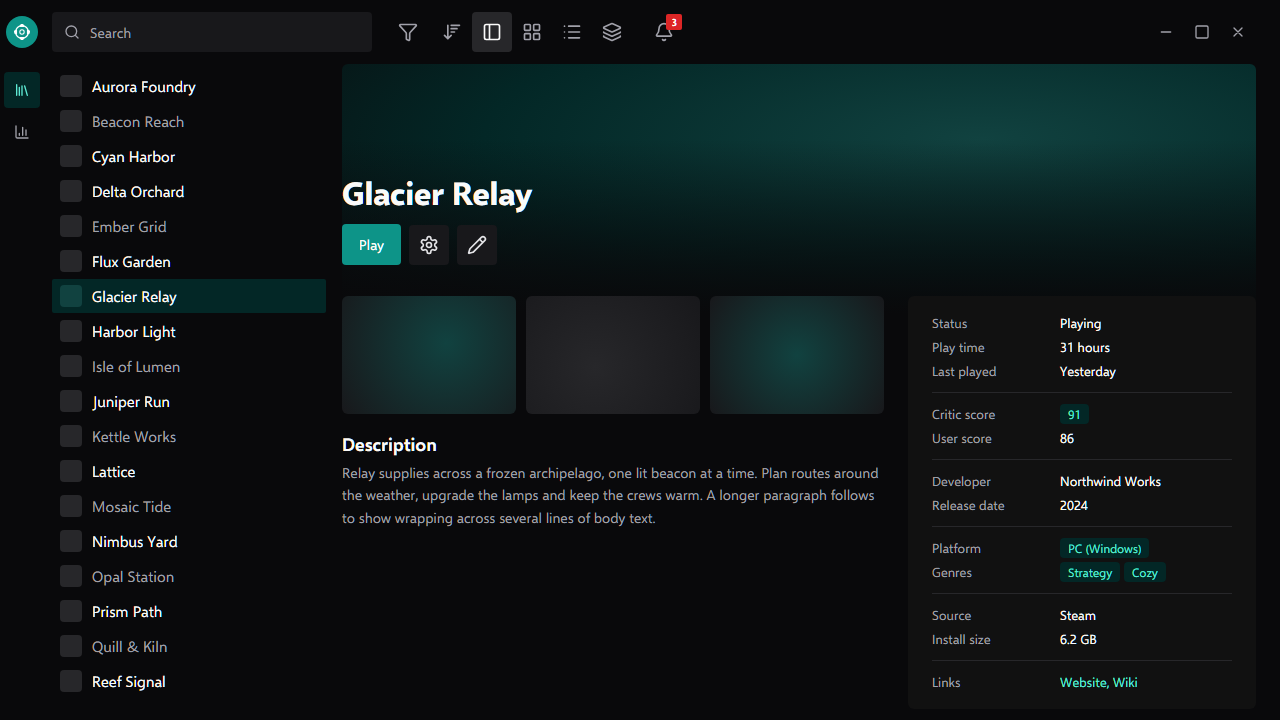 Search
3
Aurora Foundry
Beacon Reach
Cyan Harbor
Delta Orchard
Ember Grid
Flux Garden
Glacier Relay
Harbor Light
Isle of Lumen
Juniper Run
Kettle Works
Lattice
Mosaic Tide
Nimbus Yard
Opal Station
Prism Path
Quill & Kiln
Reef Signal
Glacier Relay
Play
Description
Relay supplies across a frozen archipelago, one lit beacon at a time. Plan routes around
the weather, upgrade the lamps and keep the crews warm. A longer paragraph follows
to show wrapping across several lines of body text.
Status Playing
Play time 31 hours
Last played Yesterday
Critic score 91
User score 86
Developer Northwind Works
Release date 2024
Platform PC (Windows)
Genres Strategy Cozy
Source Steam
Install size 6.2 GB
Links Website, Wiki